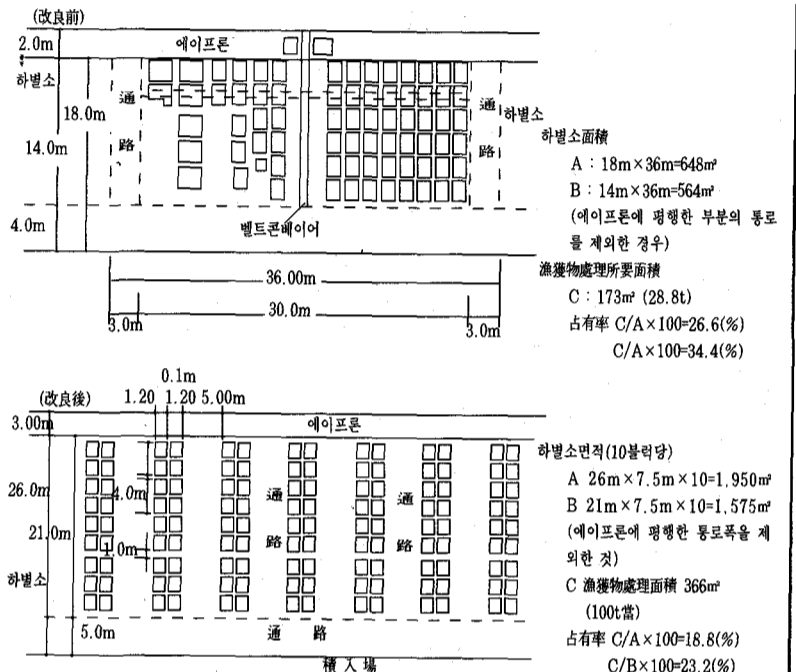 (改良前)
2.0m
에이프론
하별소
18.0m
通
路
通
路
하별소
14.0m
4.0m
벨트콘베이어
36.00m
30.0m
3.0m
3.0m
하별소面積
A : 18m×36m=648㎡
B : 14m×36m=564㎡
(에이프론에 평행한 부분의 통로
를 제외한 경우)
漁獲物處理所要面積
C : 173㎡ (28.8t)
占有率 C/A×100=26.6(%)
C/A×100=34.4(%)
(改良後)
0.1m
1.20 1.20 5.00m
3.00m
에이프론
26.0m
4.0m
21.0m
1.0m
通
路
通
路
하별소
5.0m
通 路
積入場
하별소면적(10블럭당)
A 26m×7.5m×10=1,950㎡
B 21m×7.5m×10=1,575㎡
(에이프론에 평행한 통로폭을 제
외한 것)
C 漁獲物處理面積 366㎡
(100t當)
占有率 C/A×100=18.8(%)
C/B×100=23.2(%)